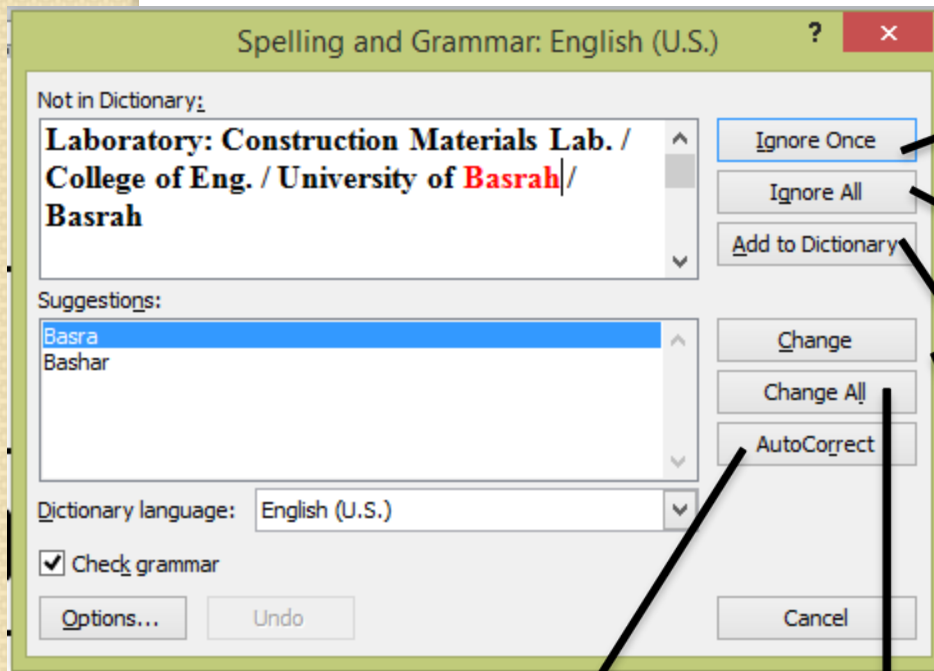 Spelling and Grammar: English (U.S.)
?
Not in Dictionary:
Laboratory: Construction Materials Lab. /
College of Eng. / University of Basrah /
Basrah
Ignore Once
Ignore All
Add to Dictionary
Suggestions:
Basra
Bashar
Change
Change All
AutoCorrect
Dictionary language: English (U.S.)
Check grammar
Options...
Undo
Cancel